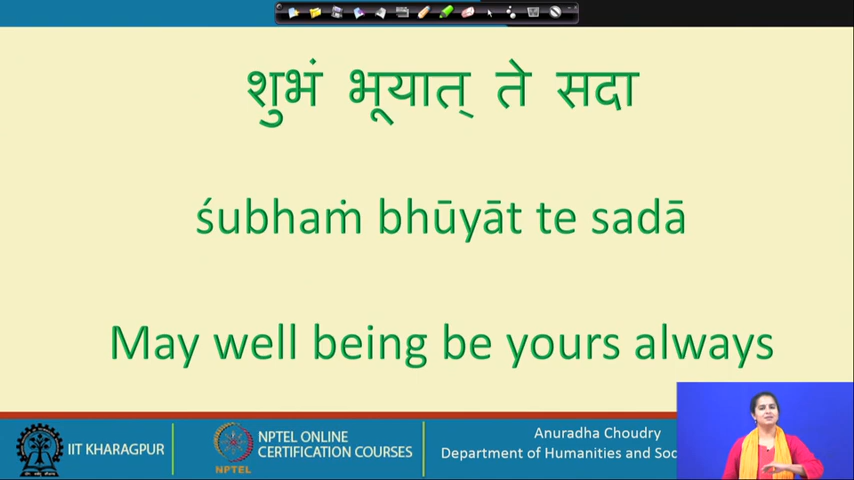 शुभं भूयात् ते सदा
śubhaṁ bhūyāt te sadā
May well being be yours always
IIT KHARAGPUR
NPTEL
NPTEL ONLINE
CERTIFICATION COURSES
Anuradha Choudry
Department of Humanities and